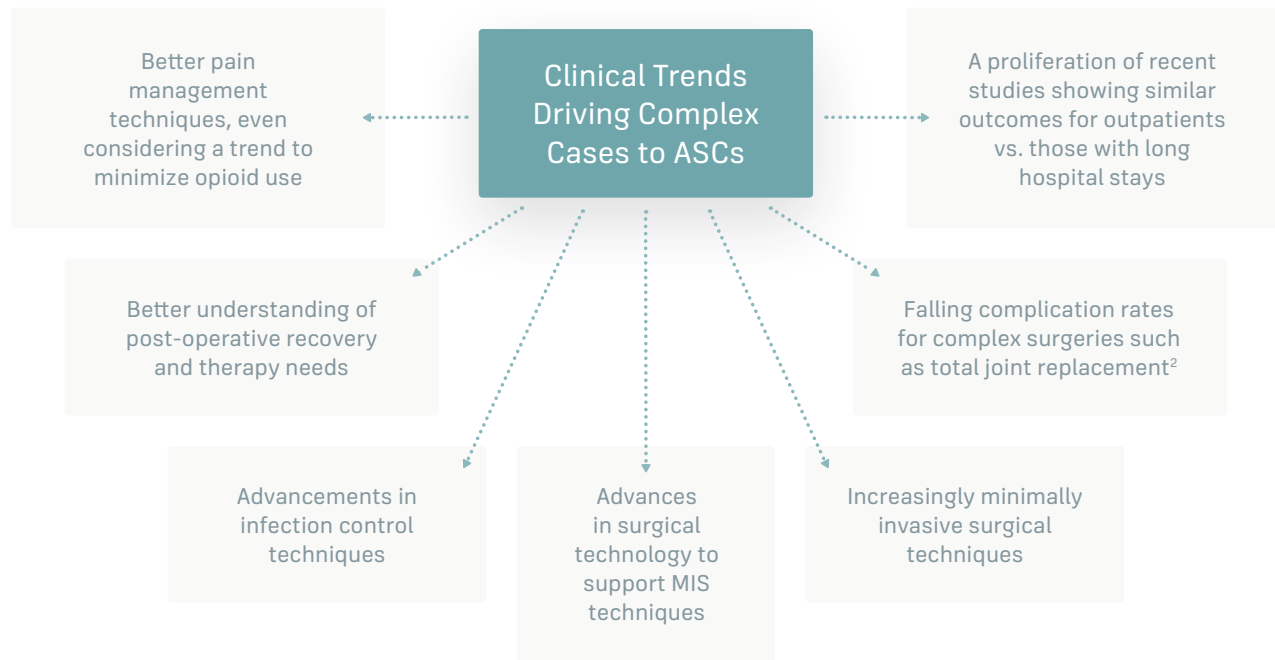 Clinical Trends
Driving Complex
Cases to ASCs
Better pain
management
techniques, even
considering a trend to
minimize opioid use
A proliferation of recent
studies showing similar
outcomes for outpatients
vs. those with long
hospital stays
Better understanding of
post-operative recovery
and therapy needs
Falling complication rates
for complex surgeries such
as total joint replacement²
Advancements in
infection control
techniques
Advances
in surgical
technology to
support MIS
techniques
Increasingly minimally
invasive surgical
techniques